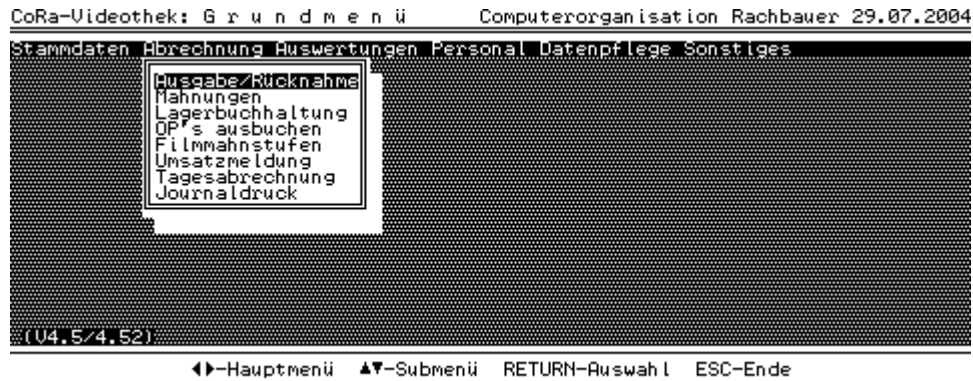 CoRa-Videothek: G r u n d m e n ü Computerorganisation Rachbauer 29.07.2004
Stammdaten Abrechnung Auswertungen Personal Datenpflege Sonstiges
Ausgabe/Rücknahme
Mahnungen
Lagerbuchhaltung
OP's ausbuchen
Filmmahnstufen
Umsatzmeldung
Tagesabrechnung
Journaldruck
(V4.5/4.52)
◄►-Hauptmenü ▲▼-Submenü RETURN-Auswahl ESC-Ende